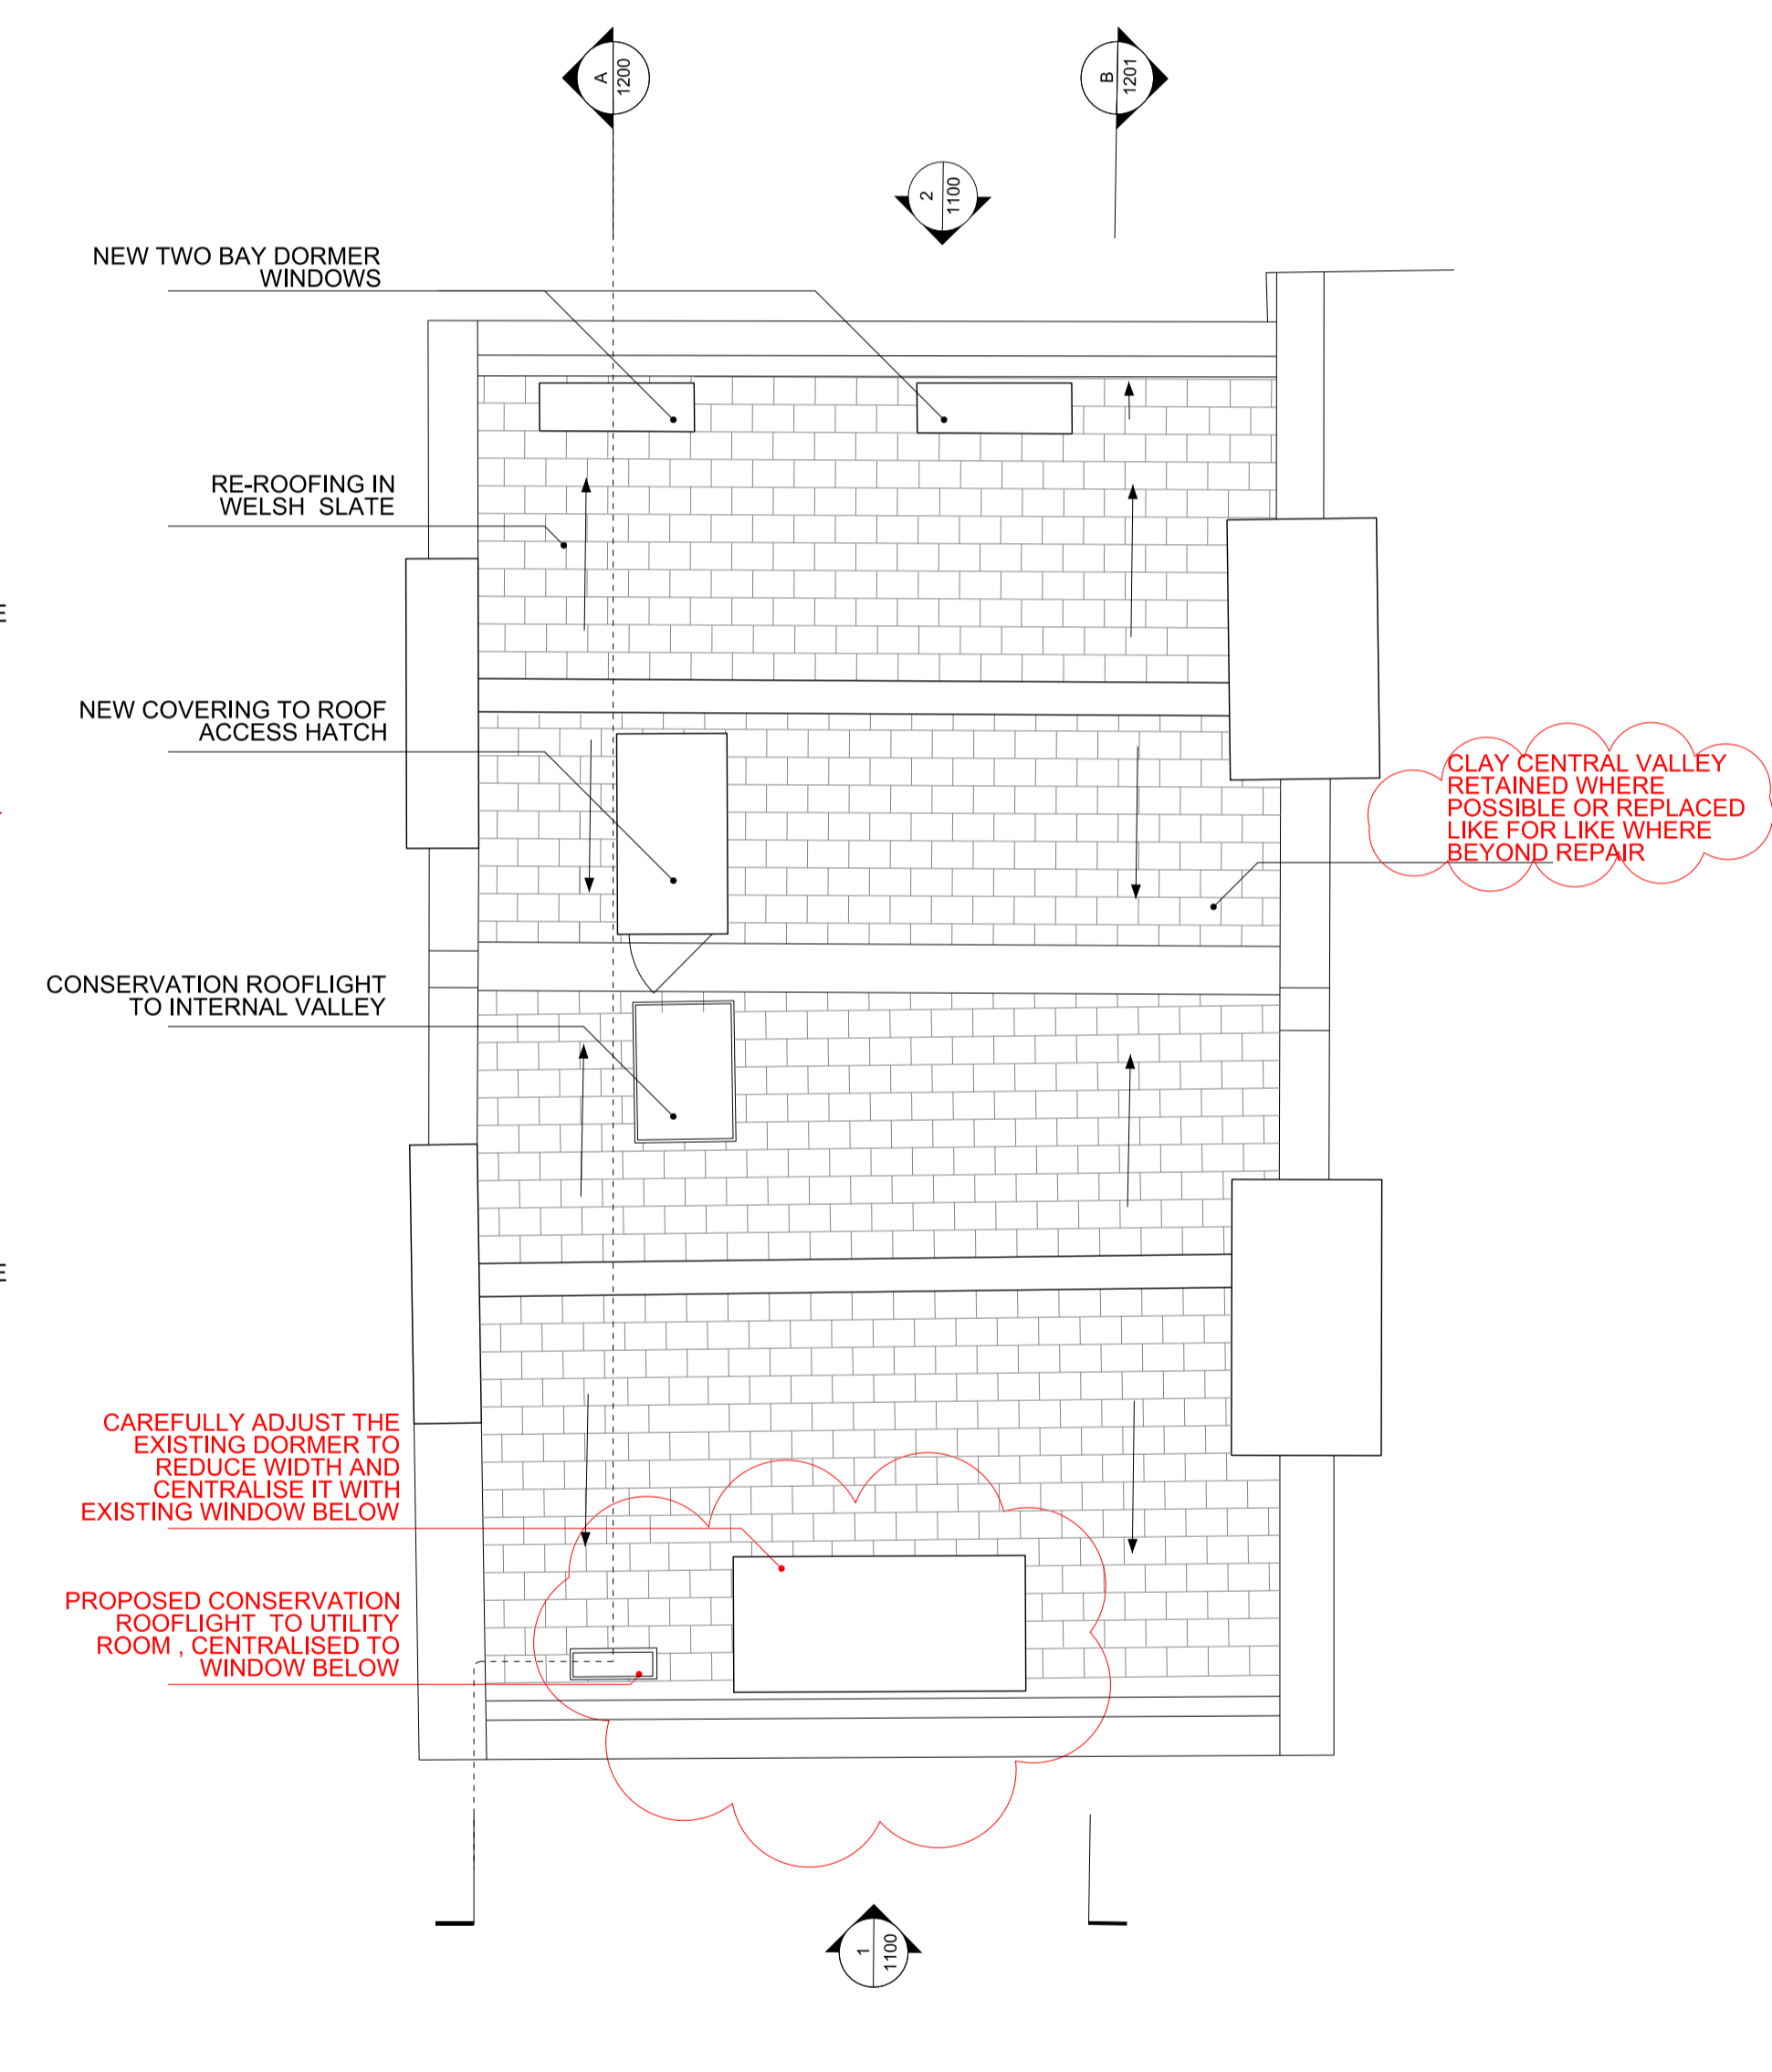 A
1200
B
1201
2
1100
NEW TWO BAY DORMER
WINDOWS
RE-ROOFING IN
WELSH SLATE
NEW COVERING TO ROOF
ACCESS HATCH
CLAY CENTRAL VALLEY
RETAINED WHERE
POSSIBLE OR REPLACED
LIKE FOR LIKE WHERE
BEYOND REPAIR
CONSERVATION ROOFLIGHT
TO INTERNAL VALLEY
CAREFULLY ADJUST THE
EXISTING DORMER TO
REDUCE WIDTH AND
CENTRALISE IT WITH
EXISTING WINDOW BELOW
PROPOSED CONSERVATION
ROOFLIGHT TO UTILITY
ROOM , CENTRALISED TO
WINDOW BELOW
1
1100